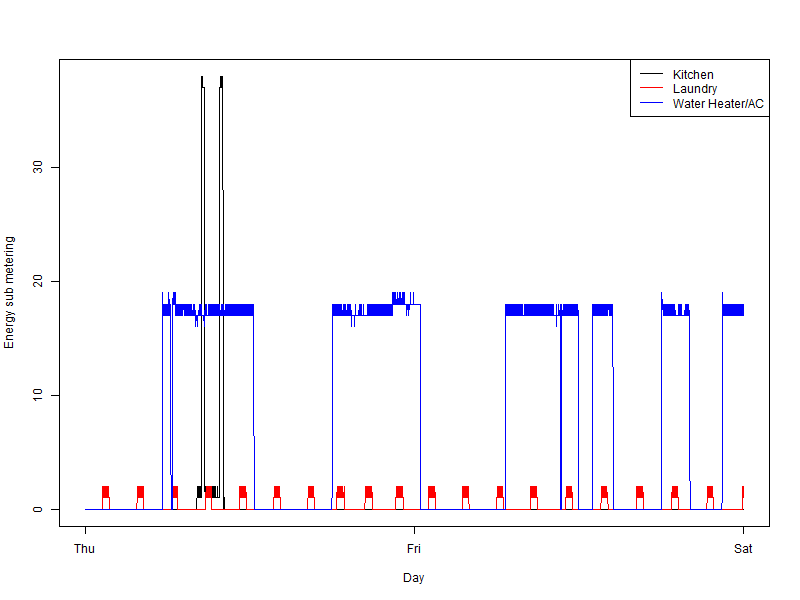 Kitchen
Laundry
Water Heater/AC
30
20
10
0
Energy sub metering
Thu
Fri
Sat
Day